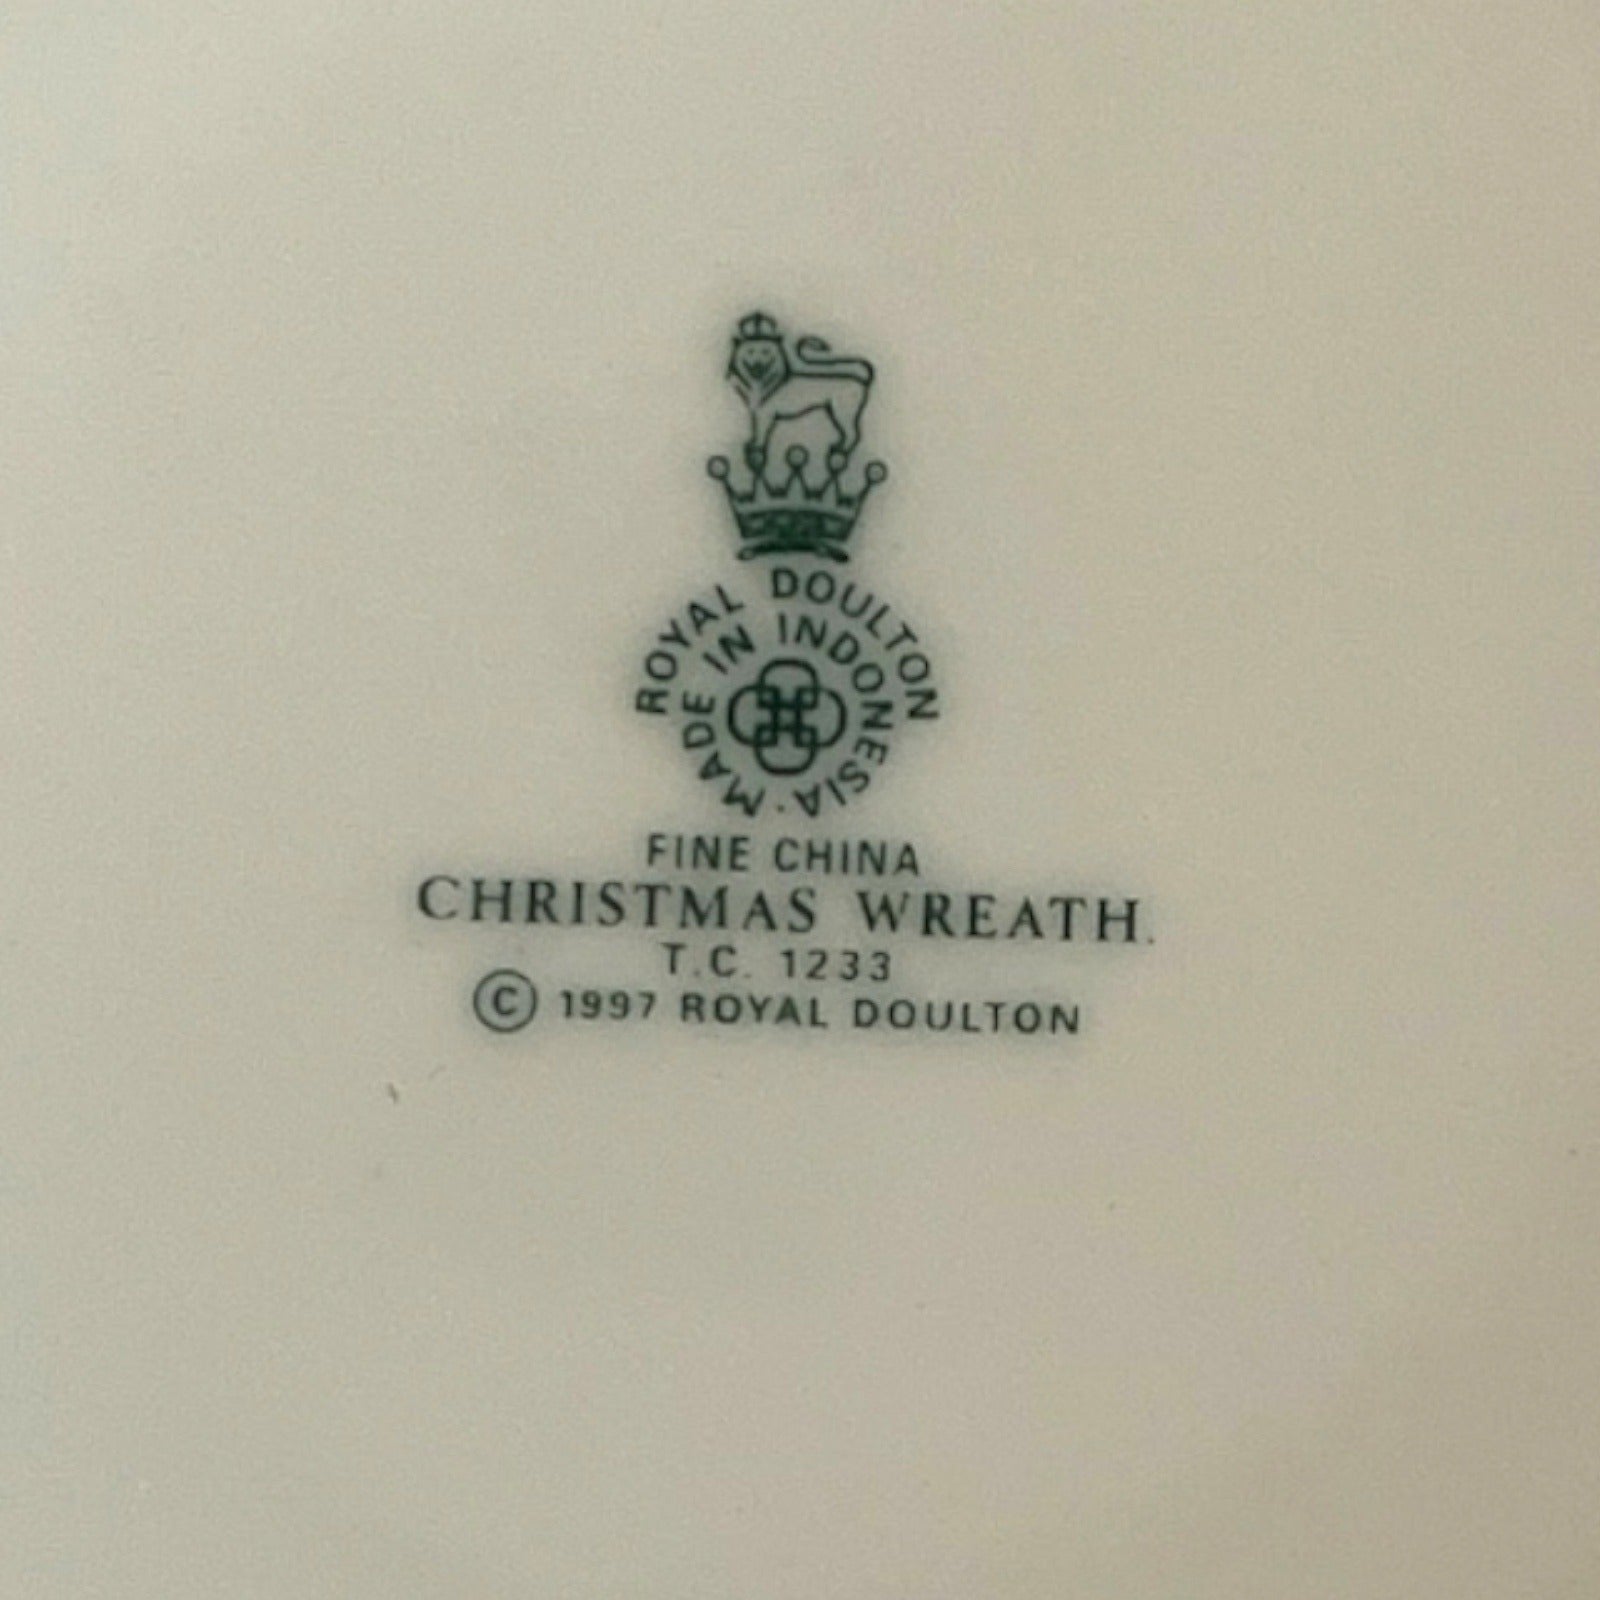 ROYAL DOULTON
MADE IN INDONESIA
FINE CHINA
CHRISTMAS WREATH.
T.C. 1233
© 1997 ROYAL DOULTON